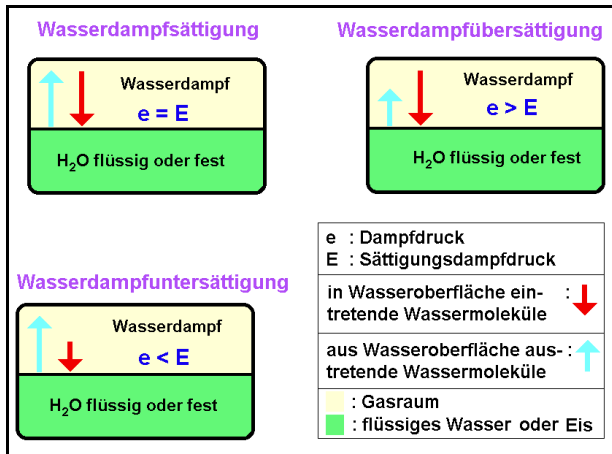 Wasserdampfsättigung
Wasserdampf
e = E
H₂O flüssig oder fest
Wasserdampfübersättigung
Wasserdampf
e > E
H₂O flüssig oder fest
Wasserdampfuntersättigung
Wasserdampf
e < E
H₂O flüssig oder fest
e : Dampfdruck
E : Sättigungsdampfdruck
in Wasseroberfläche ein- :
tretende Wassermoleküle
aus Wasseroberfläche aus- :
tretende Wassermoleküle
: Gasraum
: flüssiges Wasser oder Eis